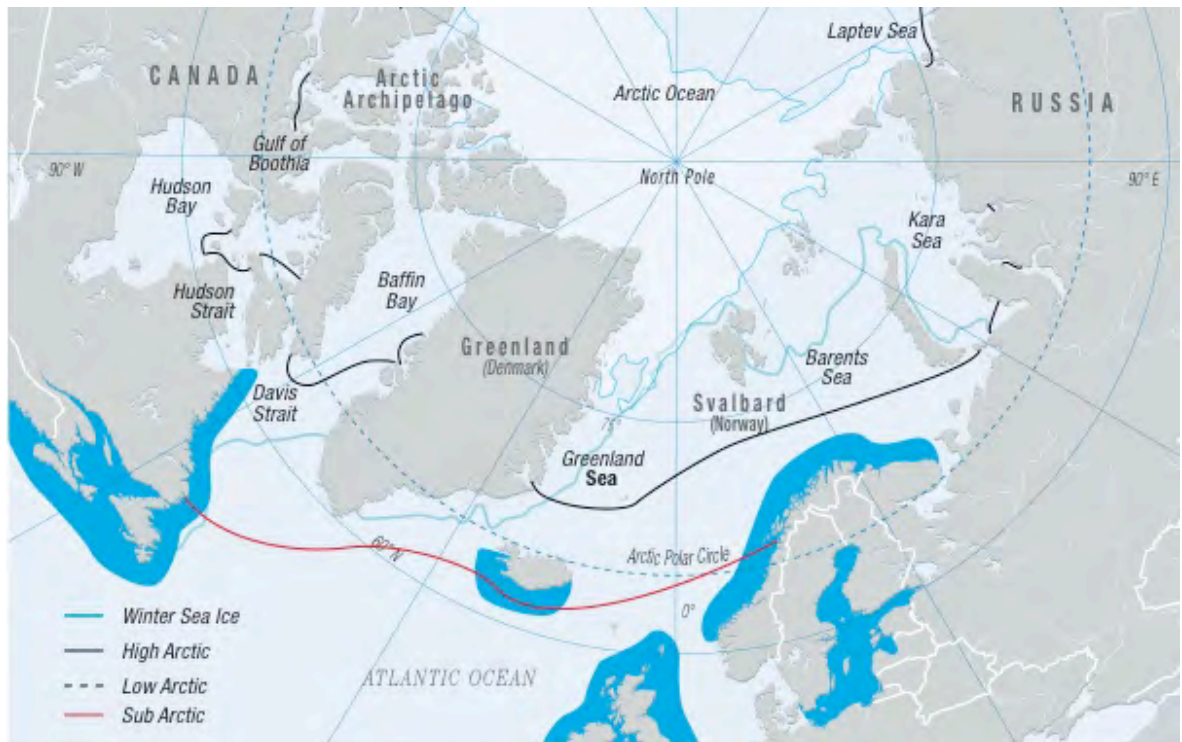 Laptev Sea
CANADA
Arctic
Archipelago
Arctic Ocean
RUSSIA
Gulf of
Boothia
90° W
North Pole
90° E
Hudson
Bay
Kara
Sea
Hudson
Strait
Baffin
Bay
Greenland
(Denmark)
Barents
Sea
Davis
Strait
Svalbard
(Norway)
75°
Greenland
Sea
60° N
Arctic Polar Circle
0°
Winter Sea Ice
High Arctic
Low Arctic
Sub Arctic
ATLANTIC OCEAN